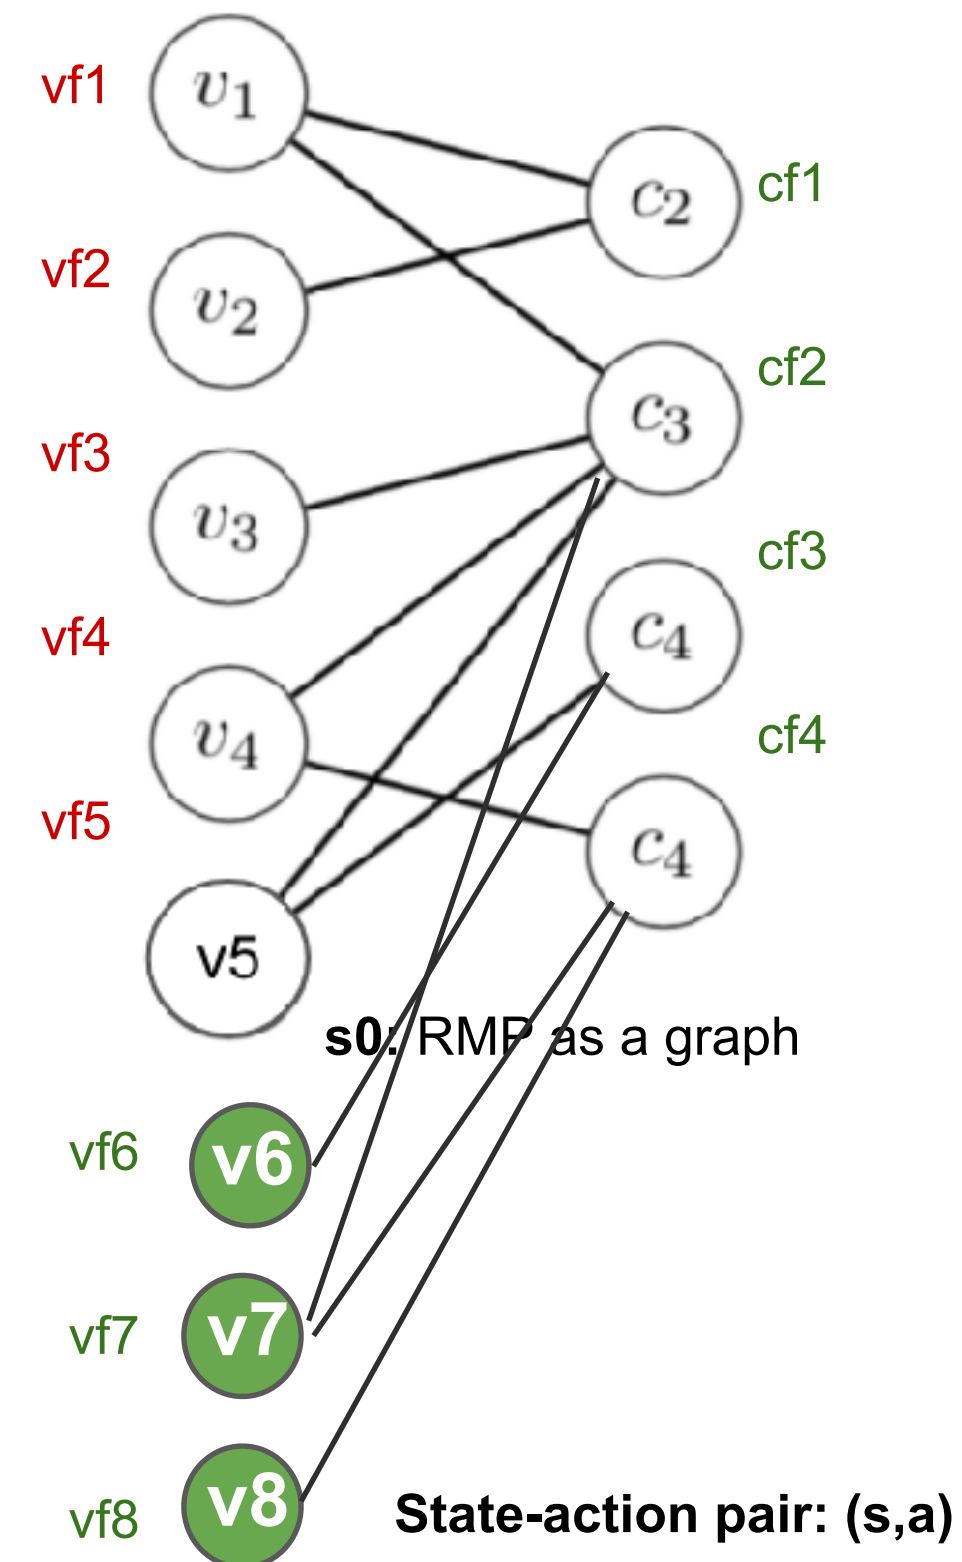 vf1
v1
c2
cf1
vf2
v2
cf2
c3
vf3
v3
cf3
c4
vf4
v4
cf4
c4
vf5
v5
s0: RMP as a graph
vf6
v6
vf7
v7
vf8
v8
State-action pair: (s,a)